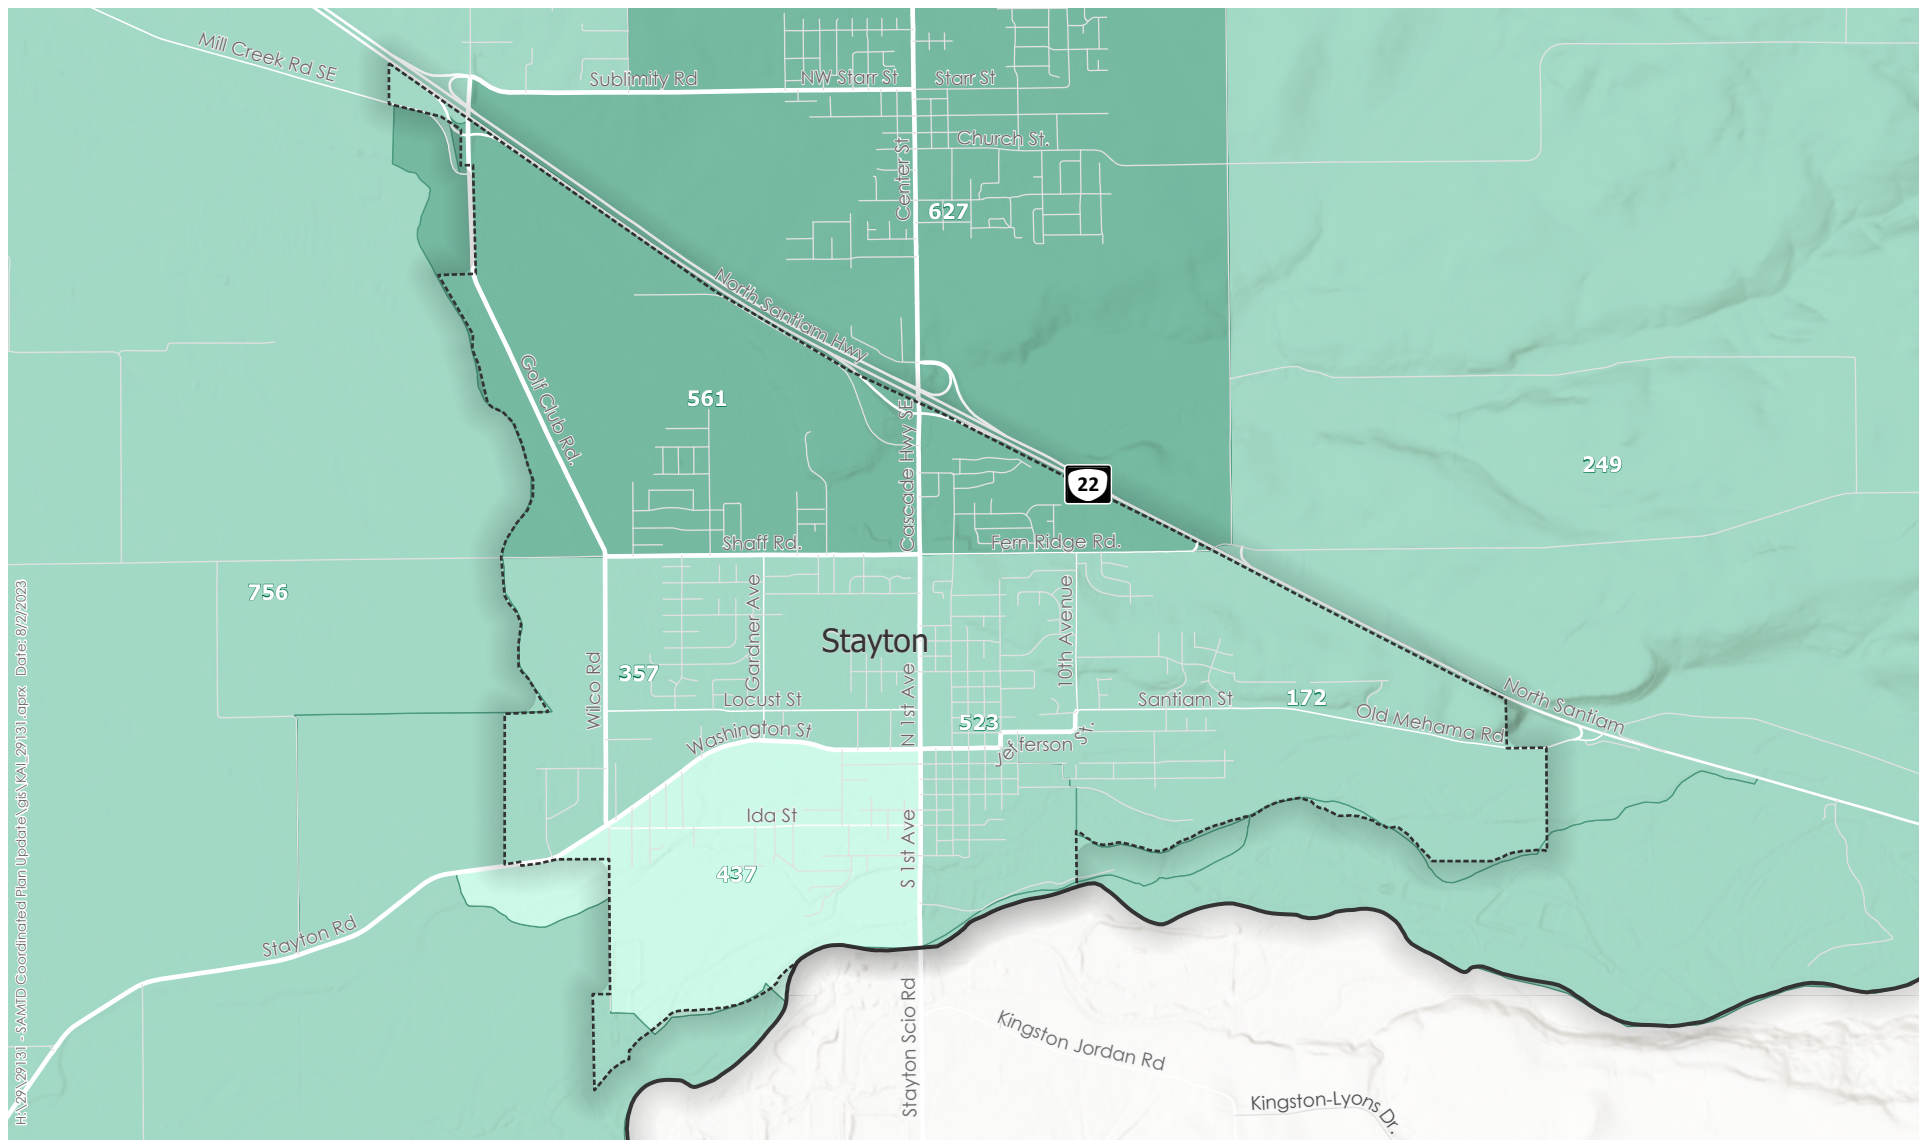 Mill Creek Rd SE
Sublimity Rd
NW Starr St
Starr St
Church St.
Center St
627
North Santiam Hwy
Golf Club Rd.
561
Cascade Hwy SE
22
249
Shaff Rd.
Fern Ridge Rd.
756
Gardner Ave
10th Avenue
Stayton
357
Wilco Rd
Locust St
N 1st Ave
Santiam St
172
North Santiam
Old Mehama Rd
523
Washington St
Jefferson St.
Ida St
S 1st Ave
437
Stayton Rd
Stayton Scio Rd
Kingston Jordan Rd
Kingston-Lyons Dr.
H:\29\29131 - SAMTD Coordinated Plan Update\gis\KAI_29131.aprx Date: 8/2/2023